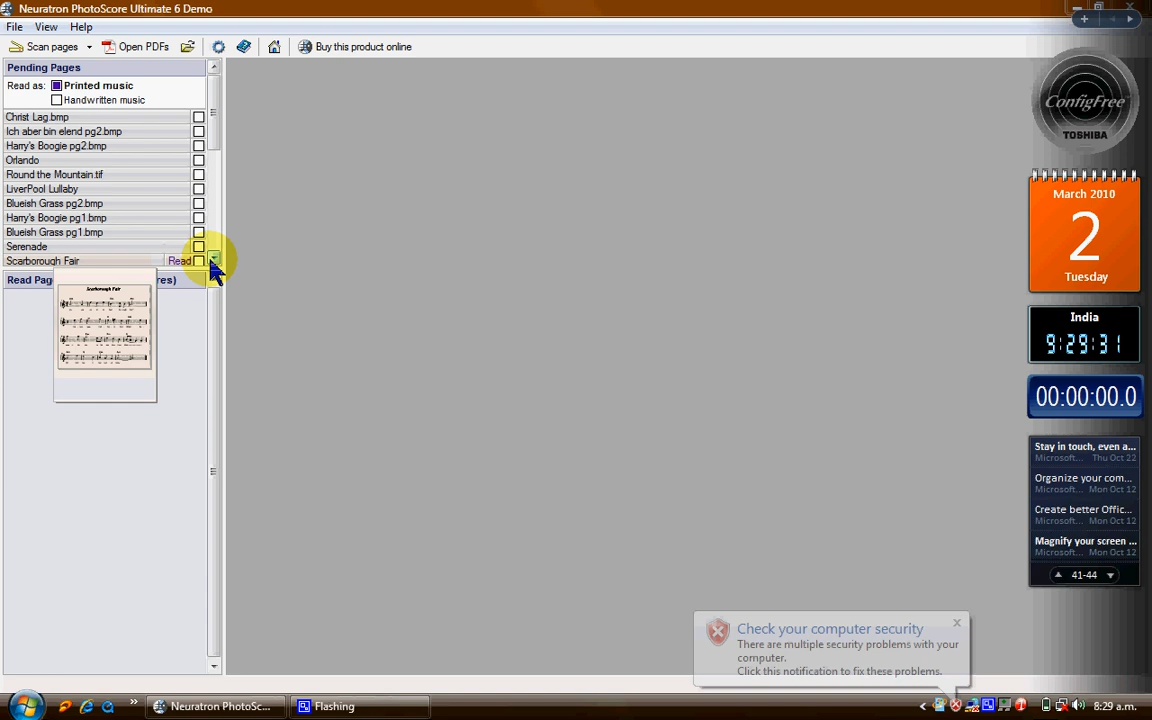 Neuratron PhotoScore Ultimate 6 Demo
File View Help
Scan pages Open PDFs Buy this product online
Pending Pages
Read as: Printed music
Handwritten music
Christ Lag.bmp
Ich aber bin elend pg2.bmp
Harry's Boogie pg2.bmp
Orlando
Round the Mountain.tif
LiverPool Lullaby
Blueish Grass pg2.bmp
Harry's Boogie pg1.bmp
Blueish Grass pg1.bmp
Serenade
Scarborough Fair Read
Read Pag res)
Scarborough Fair
ConfigFree
TOSHIBA
March 2010
2
Tuesday
India
9:29:31
00:00:00.0
Stay in touch, even a...
Microsoft... Thu Oct 22
Organize your com...
Microsoft... Mon Oct 12
Create better Offic...
Microsoft... Mon Oct 12
Magnify your screen ...
Microsoft... Mon Oct 12
41-44
Check your computer security
There are multiple security problems with your
computer.
Click this notification to fix these problems.
Neuratron PhotoSc... Flashing 8:29 a.m.